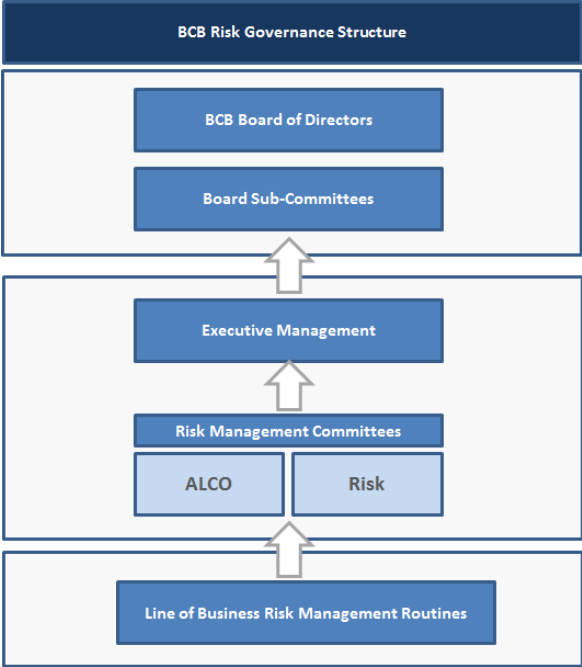 BCB Risk Governance Structure
BCB Board of Directors
Board Sub-Committees
Executive Management
Risk Management Committees
ALCO
Risk
Line of Business Risk Management Routines